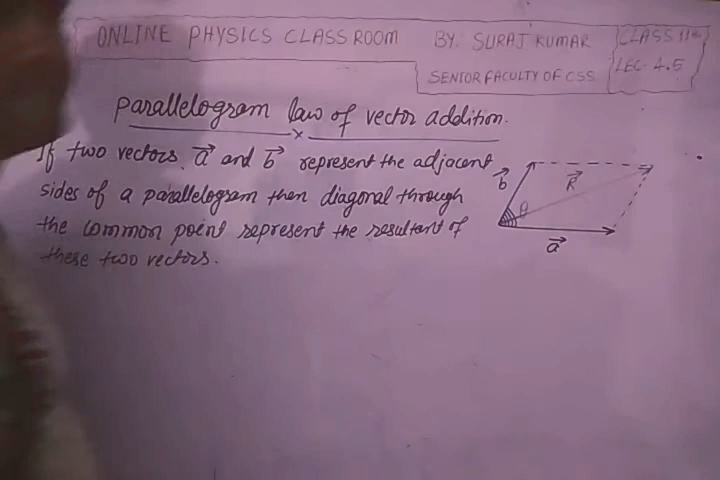 ONLINE PHYSICS CLASSROOM BY. SURAJ KUMAR CLASS 11th
SENIOR FACULTY OF CSS LEC- 4.5
Parallelogram law of vector addition.
x
If two vectors a⃗ and b⃗ represent the adjacent
sides of a parallelogram then diagonal through
the common point represent the resultant of
these two vectors.
b⃗
R⃗
θ
a⃗